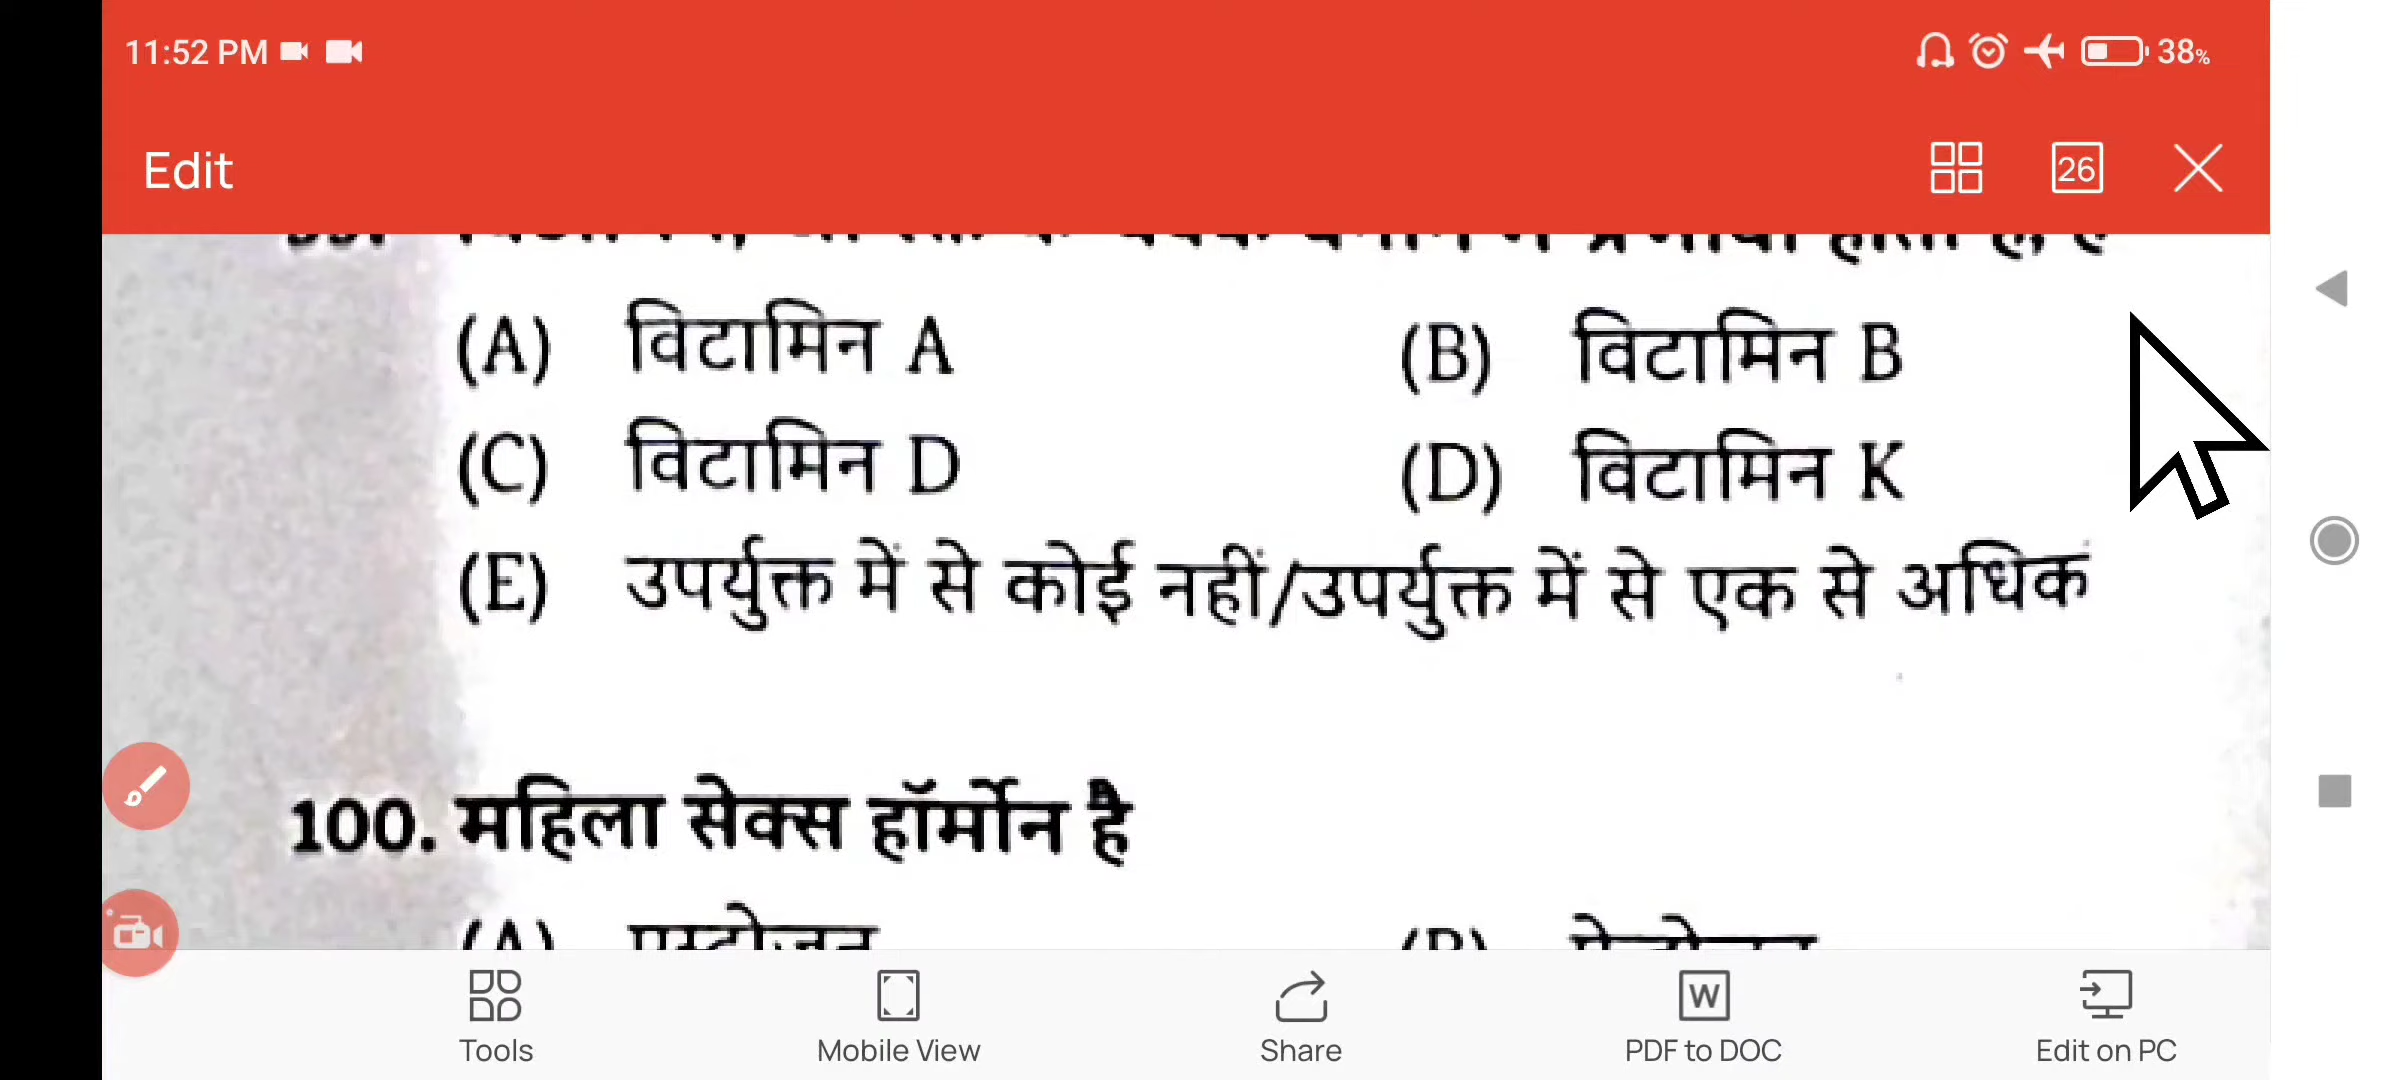 11:52 PM
38%
Edit
26
(A) विटामिन A (B) विटामिन B
(C) विटामिन D (D) विटामिन K
(E) उपर्युक्त में से कोई नहीं/उपर्युक्त में से एक से अधिक
100. महिला सेक्स हॉर्मोन है
Tools Mobile View Share PDF to DOC Edit on PC